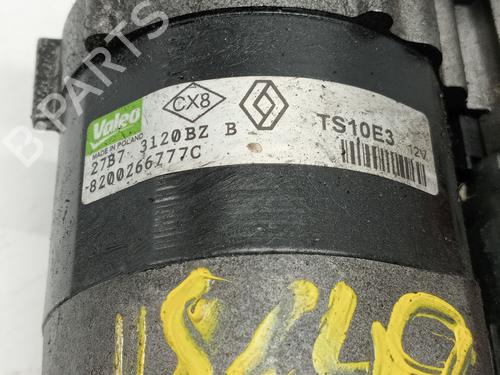 B-PARTS
Valeo
MADE IN POLAND
CX8
27B7 3120BZ B
-8200266777C
TS10E3
12V